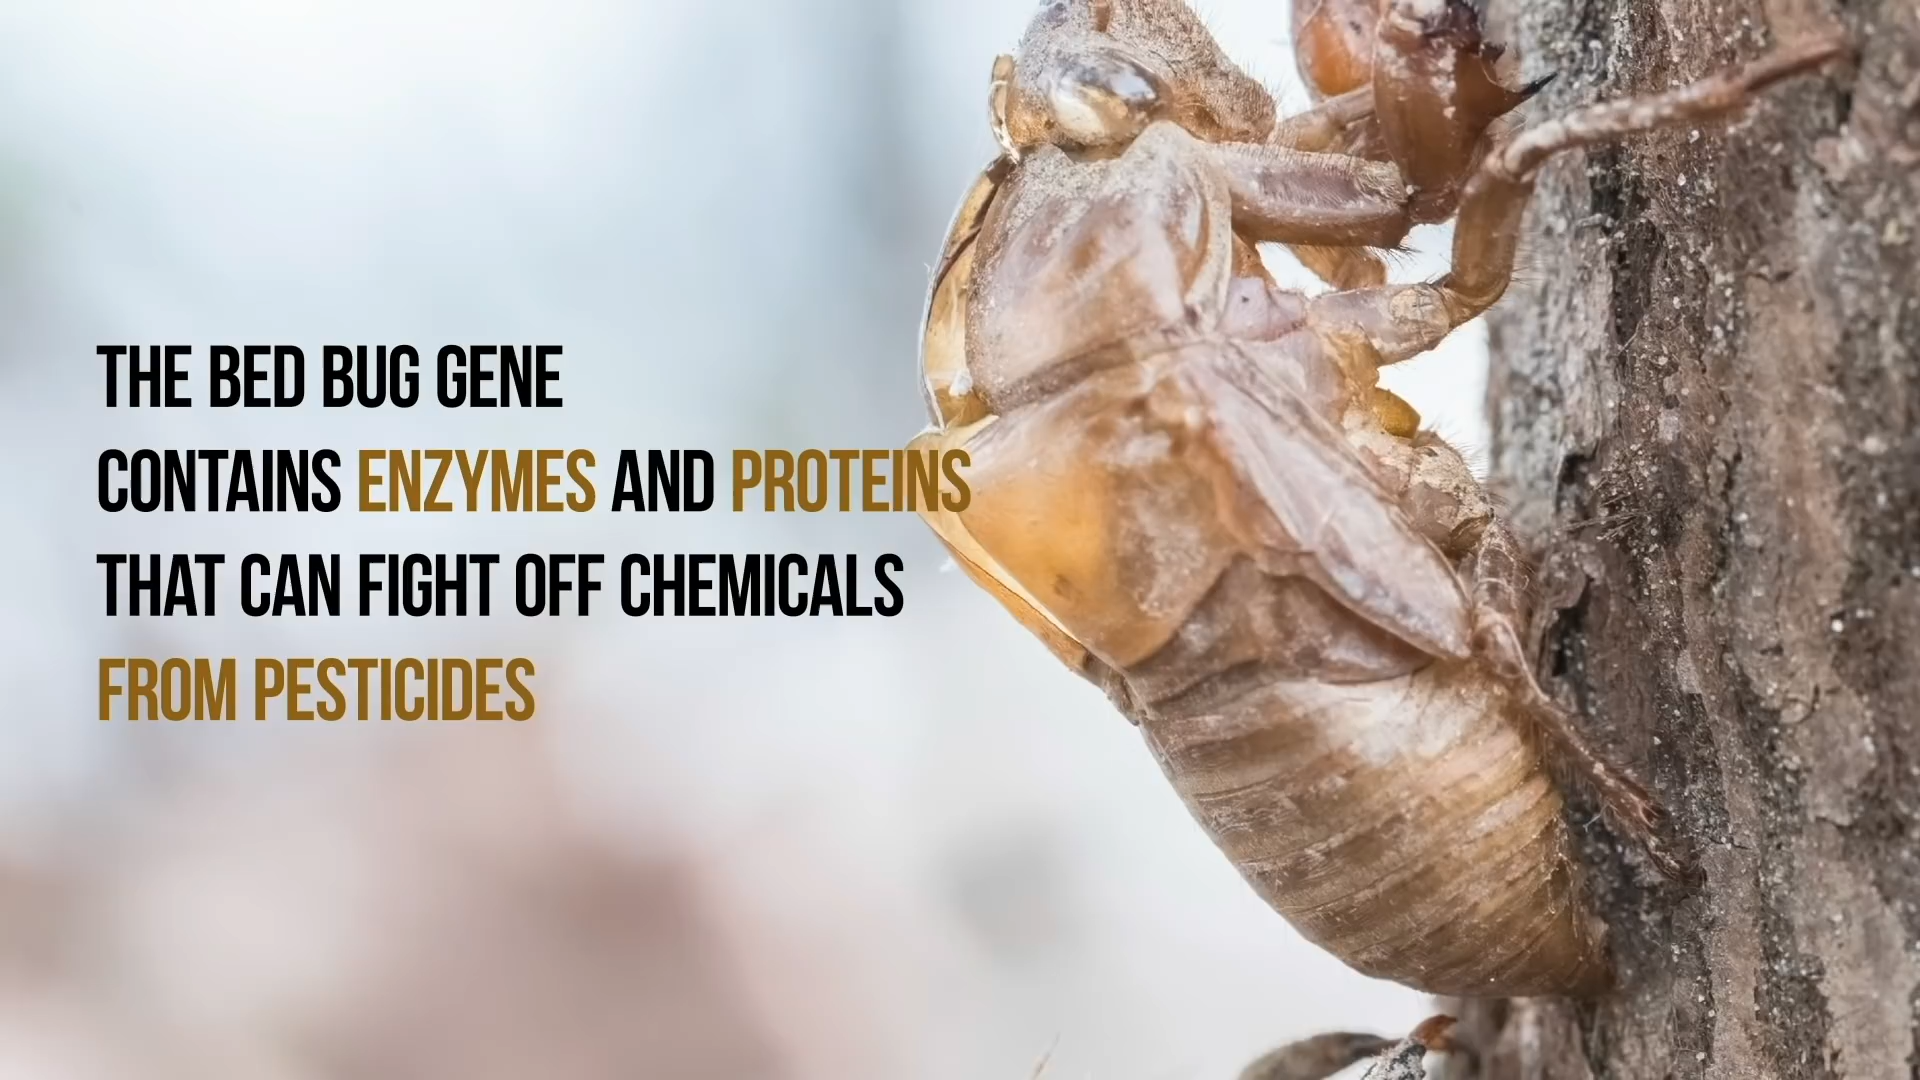 THE BED BUG GENE
CONTAINS ENZYMES AND PROTEINS
THAT CAN FIGHT OFF CHEMICALS
FROM PESTICIDES